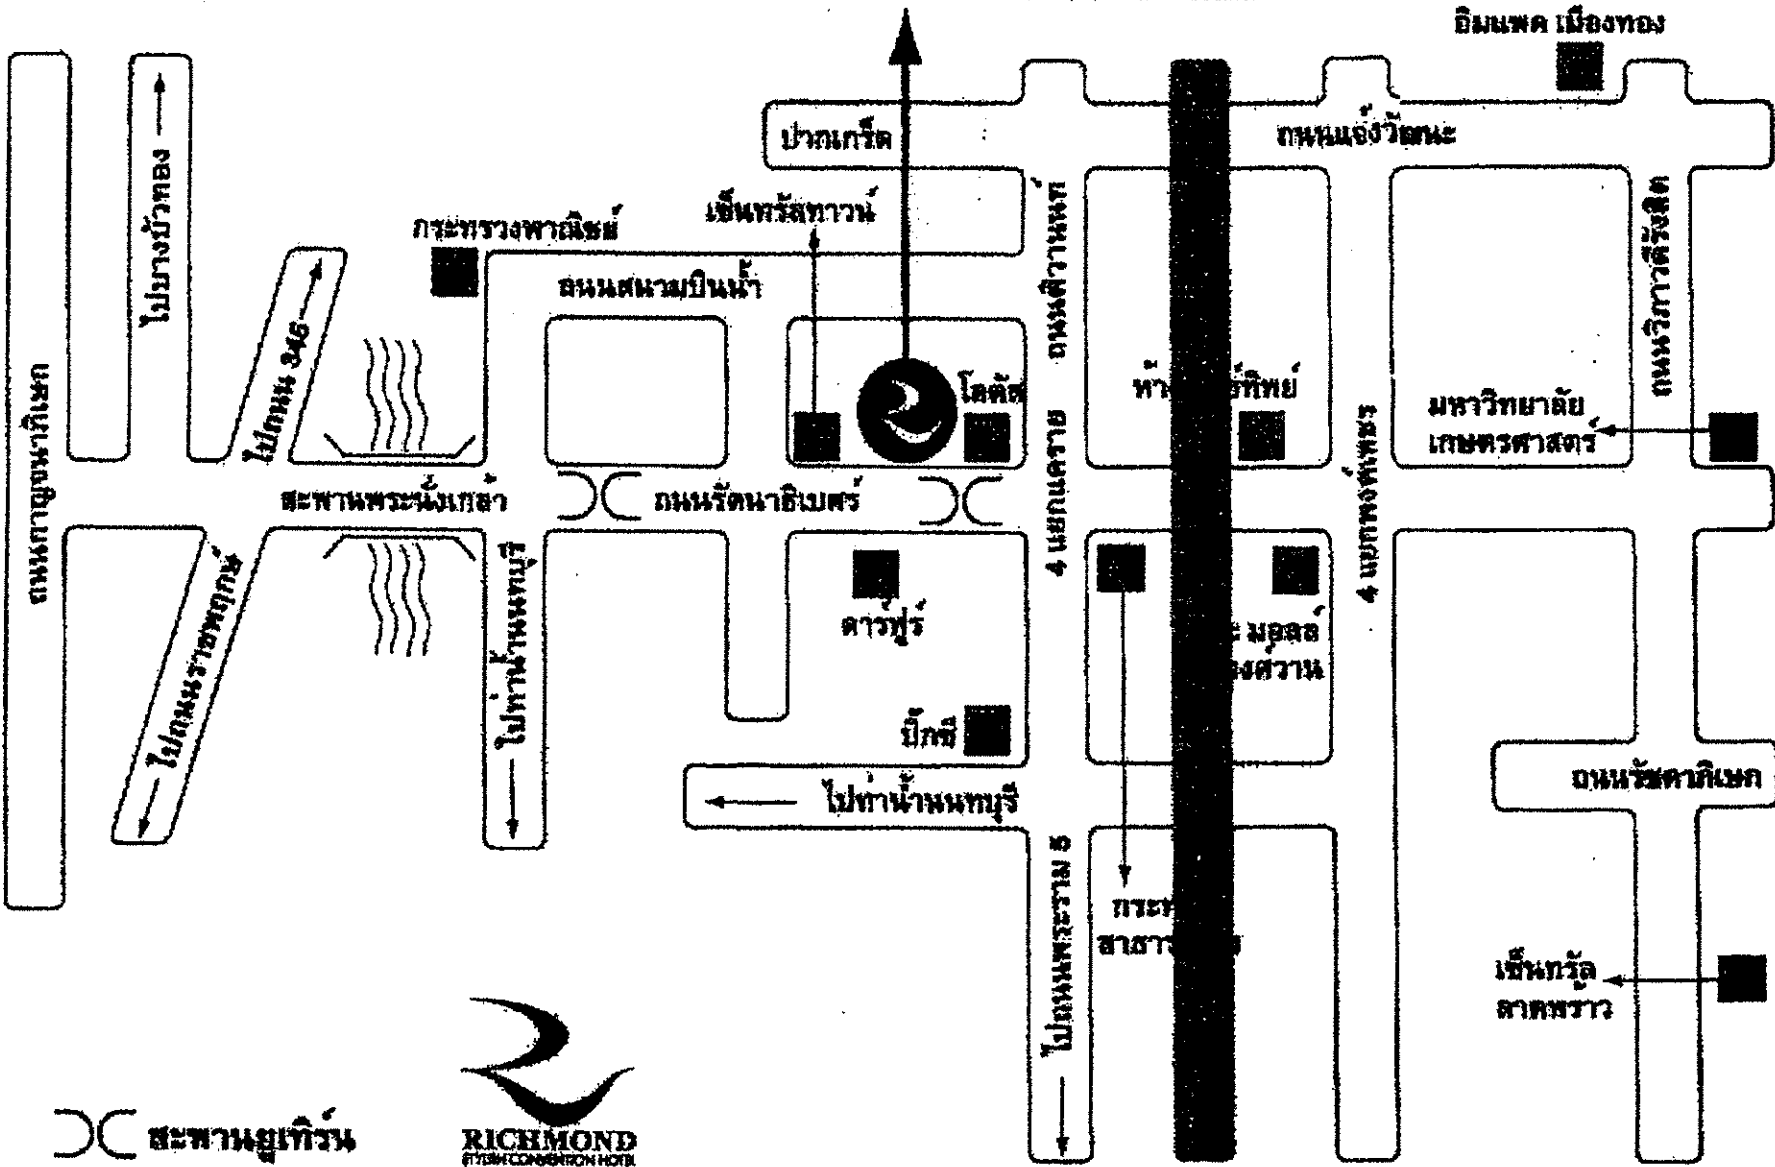 อิมแพค เมืองทอง
ปากเกร็ด
ถนนแจ้งวัฒนะ
ไปบางบัวทอง
กระทรวงพาณิชย์
เซ็นทรัลทาวน์
ถนนติวานนท์
ถนนวิภาวดีรังสิต
ถนนสนามบินน้ำ
ไปถนน 346
โลตัส
มหาวิทยาลัย
เกษตรศาสตร์
ถนนกาญจนาภิเษก
สะพานพระนั่งเกล้า
ถนนรัตนาธิเบศร์
4 แยกแคราย
4 แยกพงษ์เพชร
ไปถนนราชพฤกษ์
ไปท่าน้ำนนทบุรี
คาร์ฟูร์
มอลล์
บิ๊กซี
ไปท่าน้ำนนทบุรี
ถนนรัชดาภิเษก
ไปถนนพระราม 5
เซ็นทรัล
ลาดพร้าว
สะพานยูเทิร์น
RICHMOND
STYLISH CONVENTION HOTEL